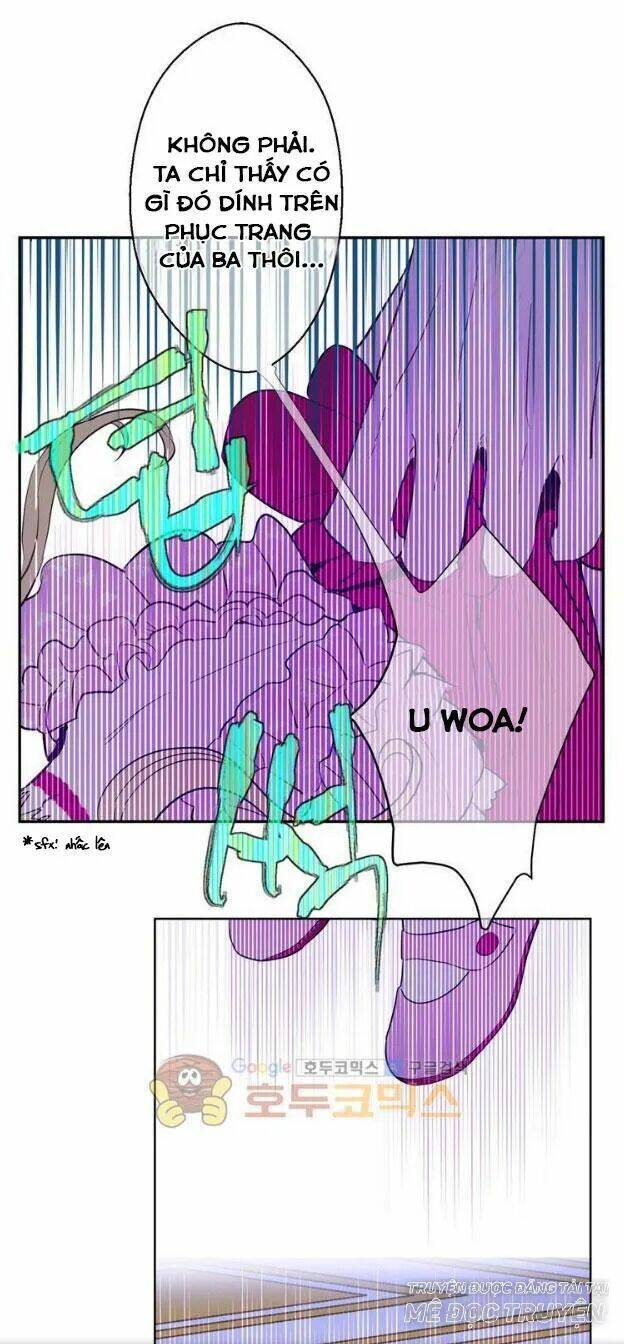 KHÔNG PHẢI.
TA CHỈ THẤY CÓ
GÌ ĐÓ DÍNH TRÊN
PHỤC TRANG
CỦA BA THÔI...
덥
썩
U WOA!
*sfx: nhấc lên
Google 호두코믹스 구글검색
호두코믹스
TRUYỆN ĐƯỢC ĐĂNG TẢI TẠI
MÊ ĐỌC TRUYỆN